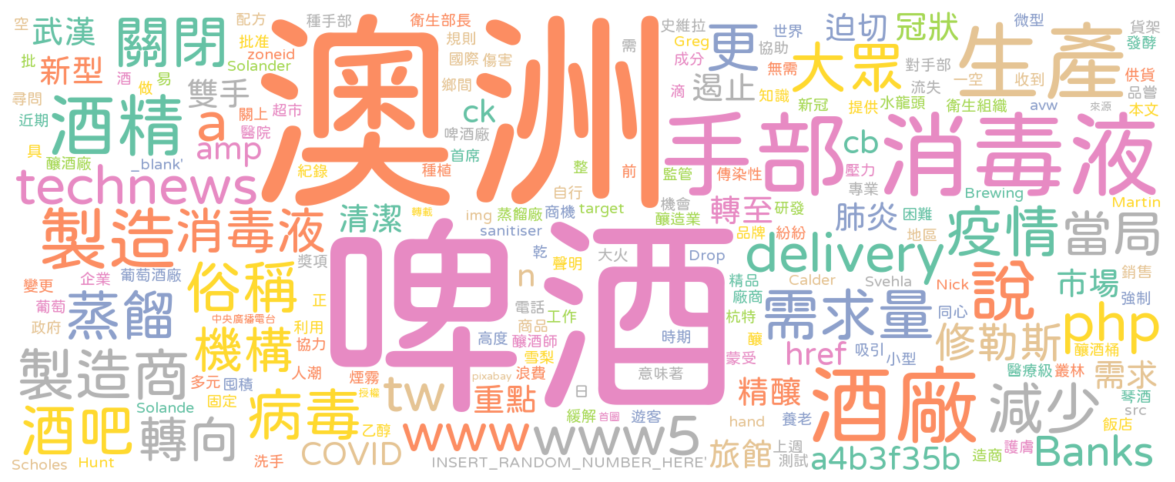 空
武漢
配方
批准
zoneid
Solander
種手部
衛生部長
規則
國際
傷害
批
新型
關閉
酒
做
易
鄉間
尋問
近期
酒精
雙手
a
關上
超市
醫院
amp
具
釀酒廠
_blank'
technews
紀錄
澳洲
ck
啤酒廠
首席
種植
需
史維拉
Greg
成分
更
世界
協助
無需
遏止
滴
知識
新冠
大眾
迫切
冠狀
對手部
流失
提供
水龍頭
微型
一空
收到
衛生組織
avw
生產
貨架
發酵
供貨
品嘗
本文
來源
整
前
監管
手部
傳染性
cb
壓力
專業
消毒液
Brewing
Martin
製造
消毒液
清潔
轉載
獎項
自行
img
蒸餾廠
商機
target
sanitiser
乾
聲明
n
大火
電話
商品
工作
高度
釀酒師
雪梨
pixabay
浪費
啤酒
機會
釀造業
轉至
研發
品牌
紛紛
肺炎
困難
地區
疫情
當局
變更
企業
葡萄酒廠
葡萄
政府
俗稱
中央廣播電台
蒸餾
正
利用
協力
機構
Drop
精品
廠商
delivery
Calder
Svehla
杭特
釀
需求量
時期
蒙受
href
吸引
小型
說
Nick
同心
市場
強制
銷售
修勒斯
php
釀酒桶
製造商
多元
囤積
人潮
煙霧
固定
Solande
授權
tw
重點
意味著
日
緩解
首圖
遊客
精釀
養老
酒廠
減少
醫療級
叢林
需求
琴酒
src
飯店
酒吧
轉向
病毒
乙醇
www
www5
hand
上週
測試
造商
護膚
Scholes
Hunt
洗手
COVID
INSERT_RANDOM_NUMBER_HERE'
旅館
a4b3f35b
Banks